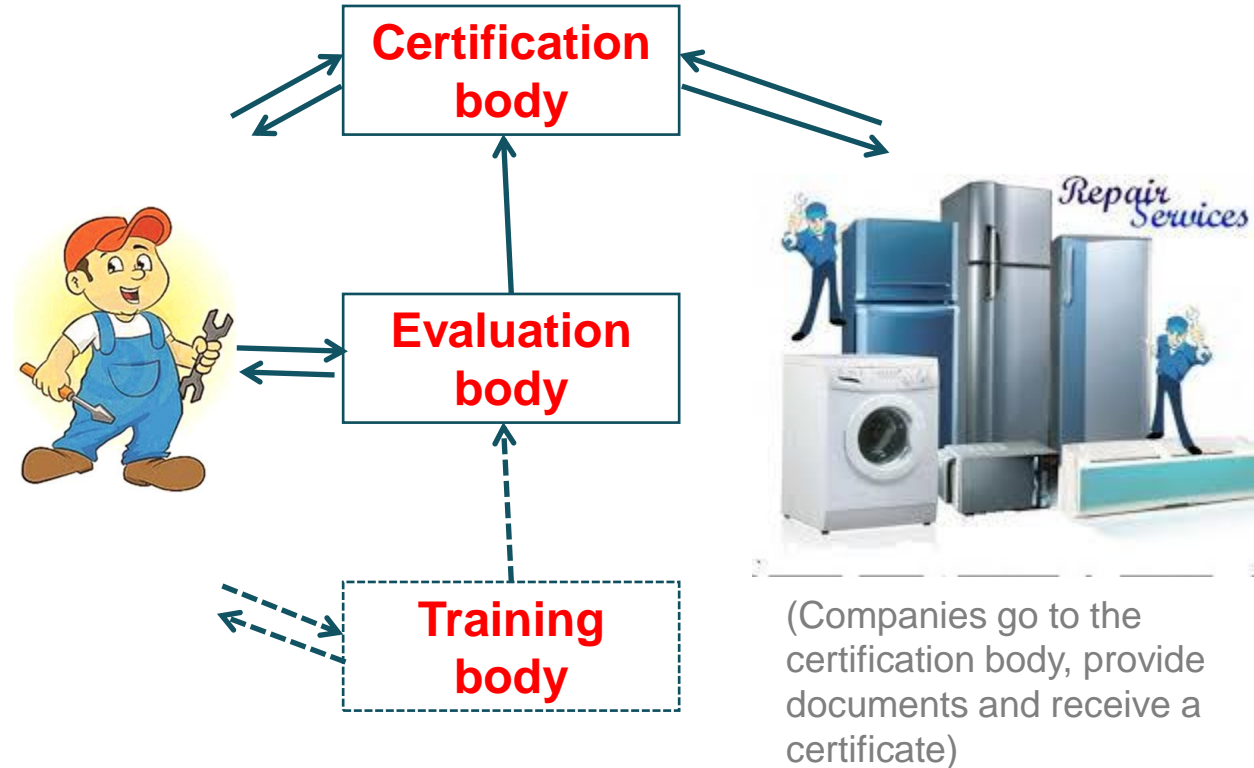 Certification
body
Evaluation
body
Training
body
Repair
Services
(Companies go to the
certification body, provide
documents and receive a
certificate)